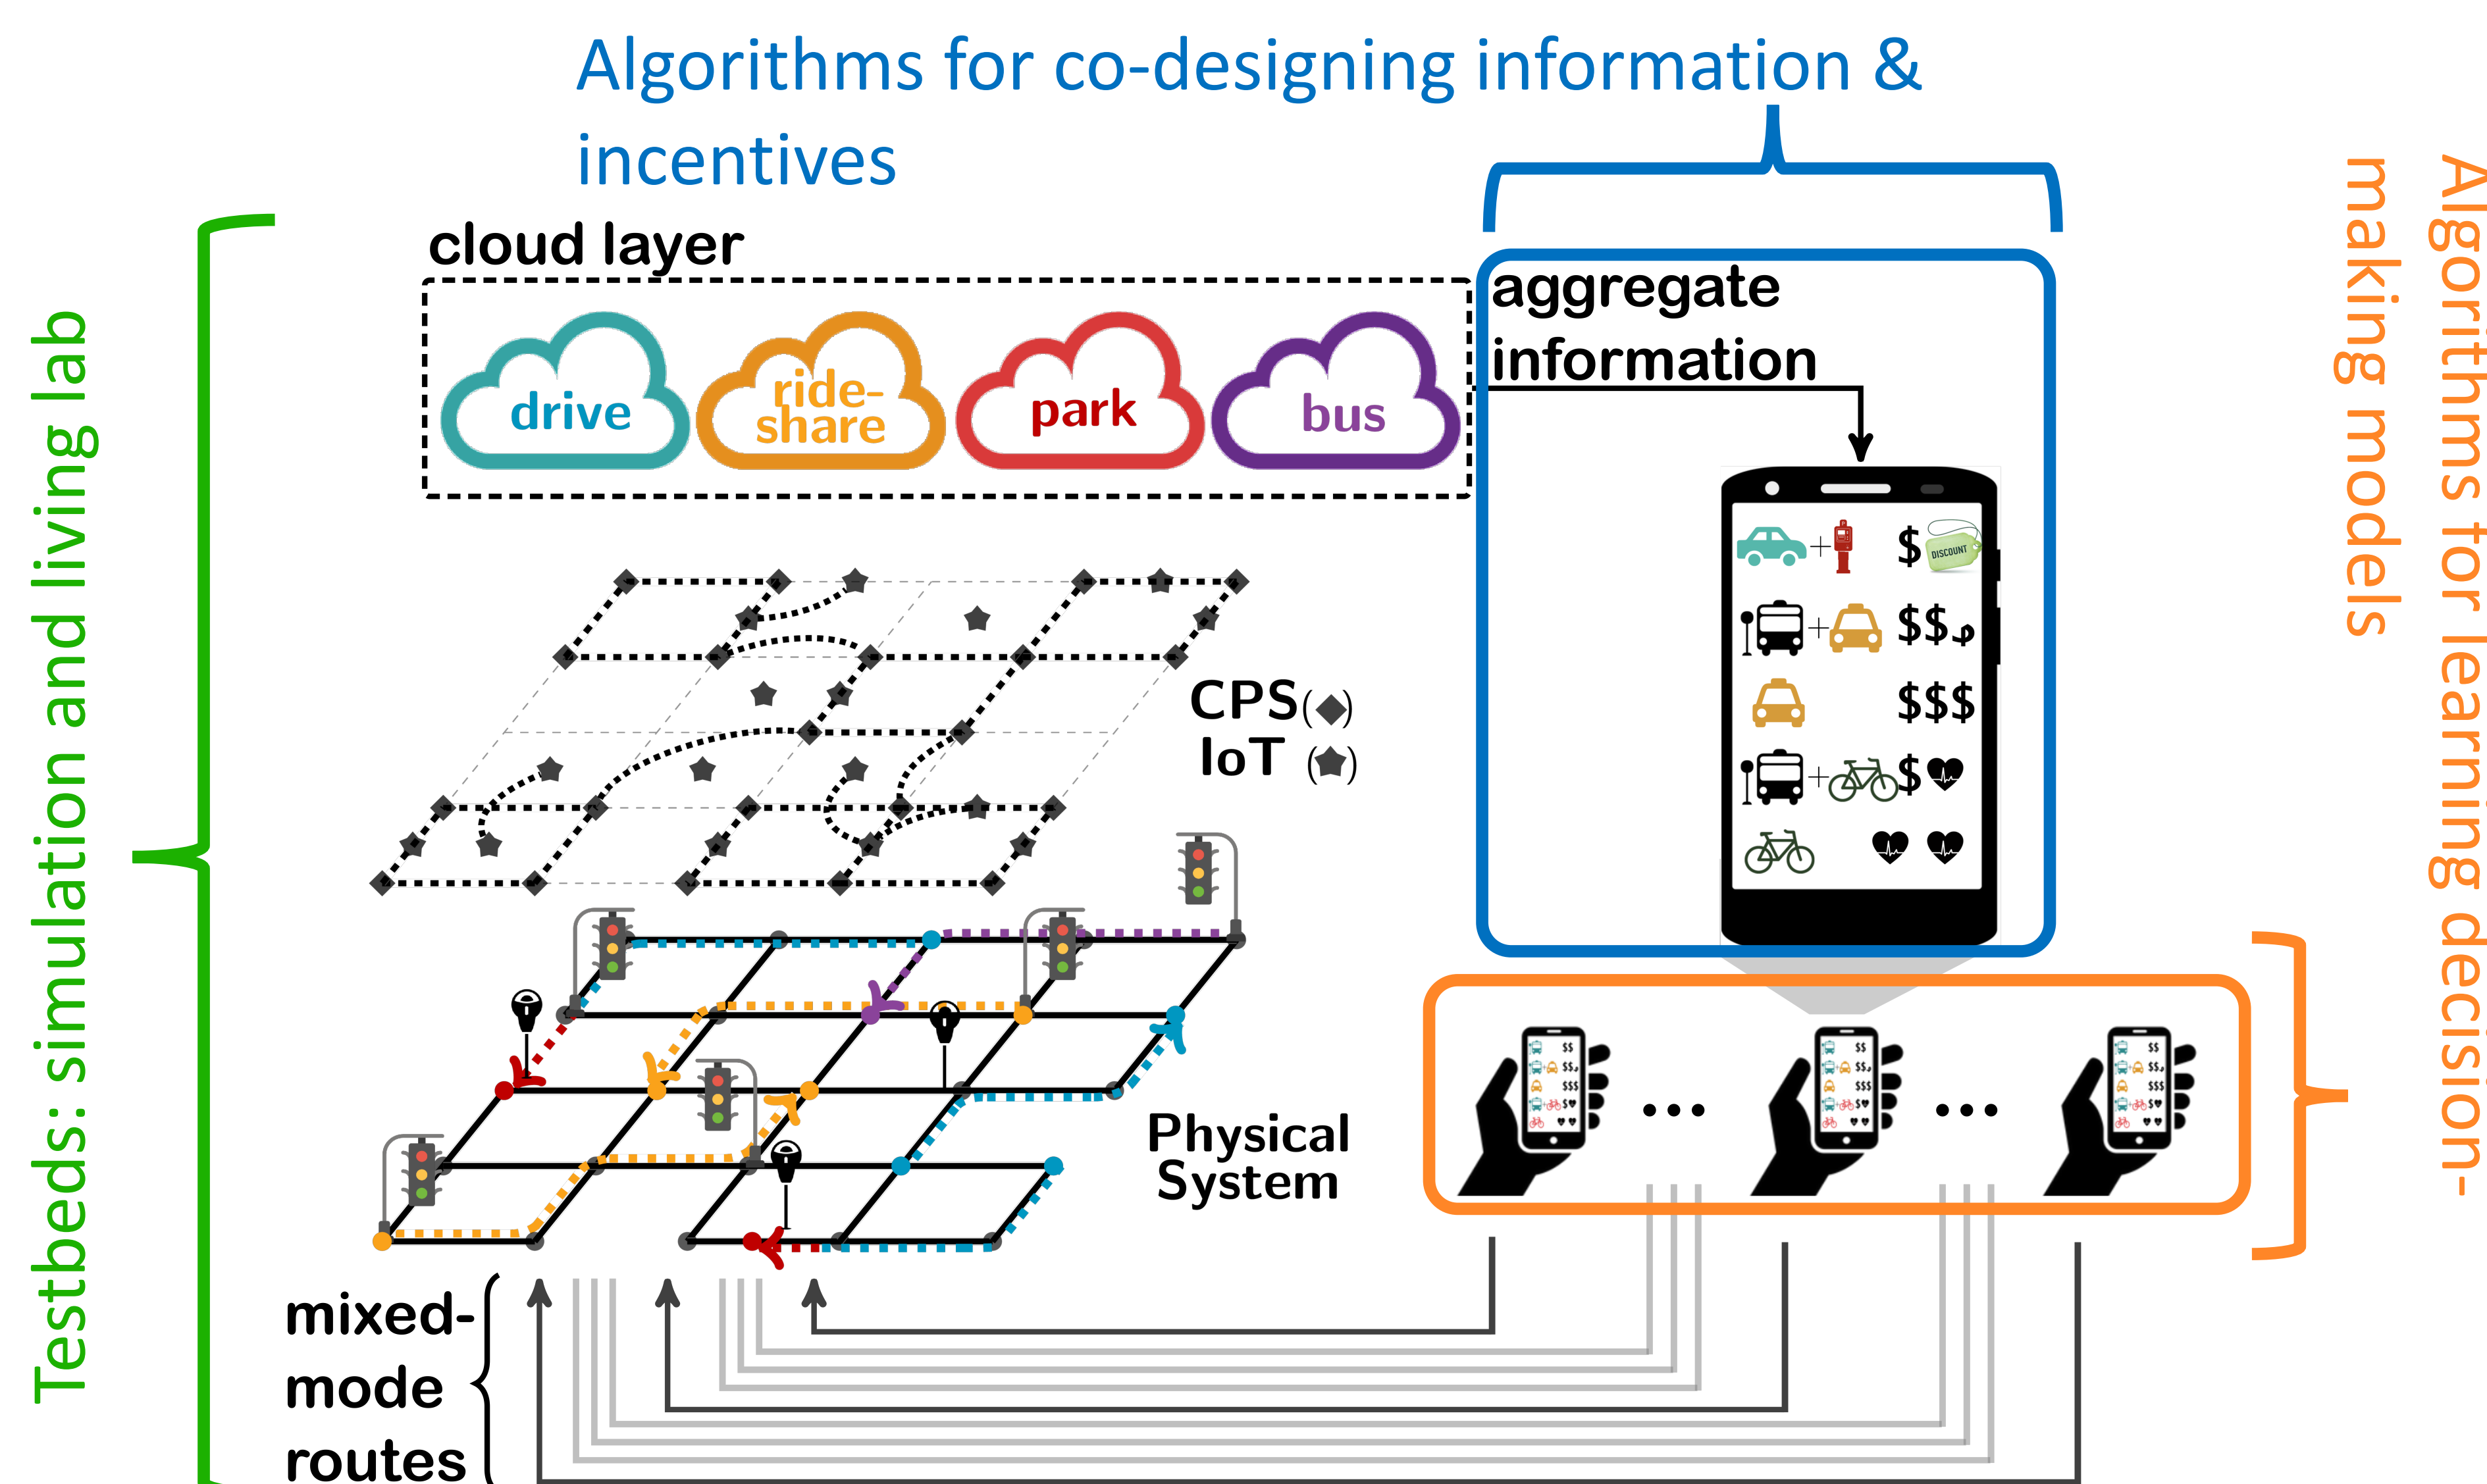 Algorithms for co-designing information &
incentives
Testbeds: simulation and living lab
Algorithms for learning decision-
making models
cloud layer
drive
ride-
share
park
bus
aggregate
information
$ DISCOUNT
$$$
$$$
$
CPS(◆)
IoT (★)
Physical
System
$$
$$$
$$$
$
$$
$$$
$$$
$
$$
$$$
$$$
$
...
...
mixed-
mode
routes